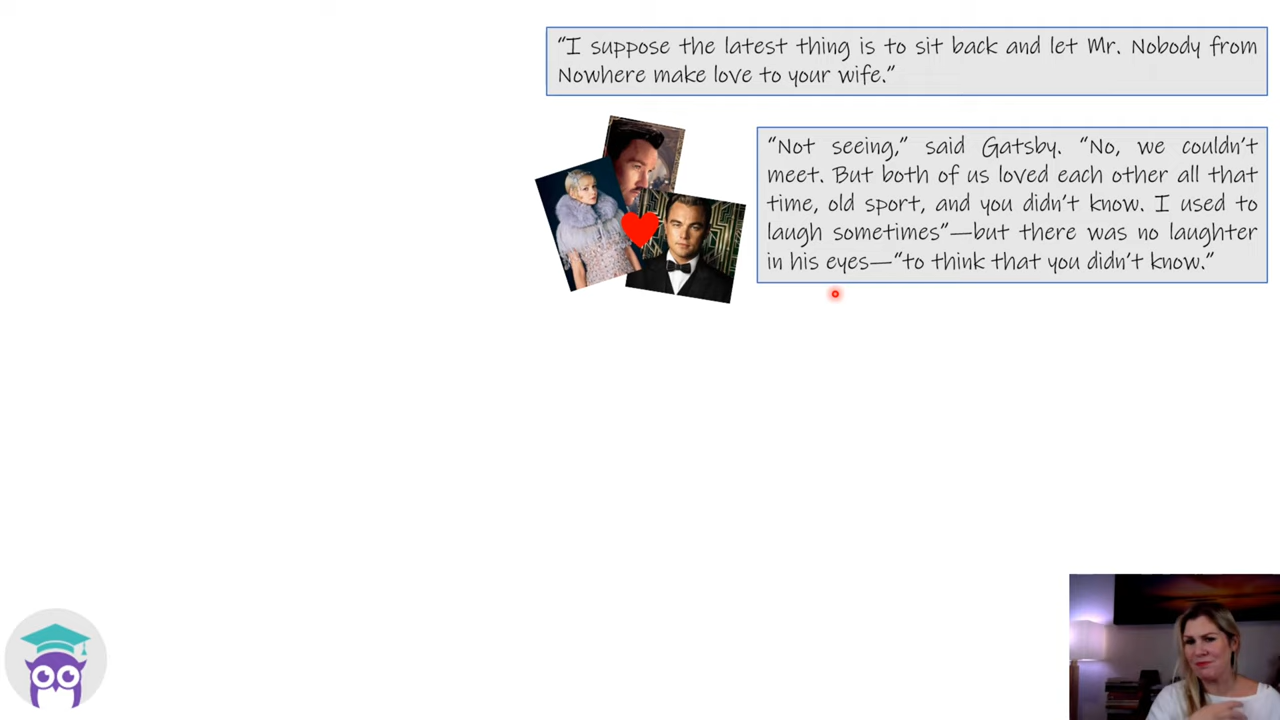 “I suppose the latest thing is to sit back and let Mr. Nobody from
Nowhere make love to your wife.”
“Not seeing,” said Gatsby. “No, we couldn’t
meet. But both of us loved each other all that
time, old sport, and you didn’t know. I used to
laugh sometimes”—but there was no laughter
in his eyes—“to think that you didn’t know.”